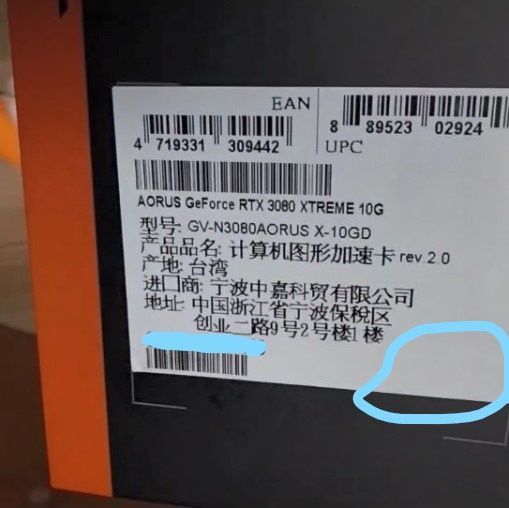 EAN
4 719331 309442
8 89523 02924
UPC
AORUS GeForce RTX 3080 XTREME 10G
型号: GV-N3080AORUS X-10GD
产品品名: 计算机图形加速卡 rev.2.0
产地: 台湾
进口商: 宁波中嘉科贸有限公司
地址: 中国浙江省宁波保税区
创业二路9号2号楼1楼